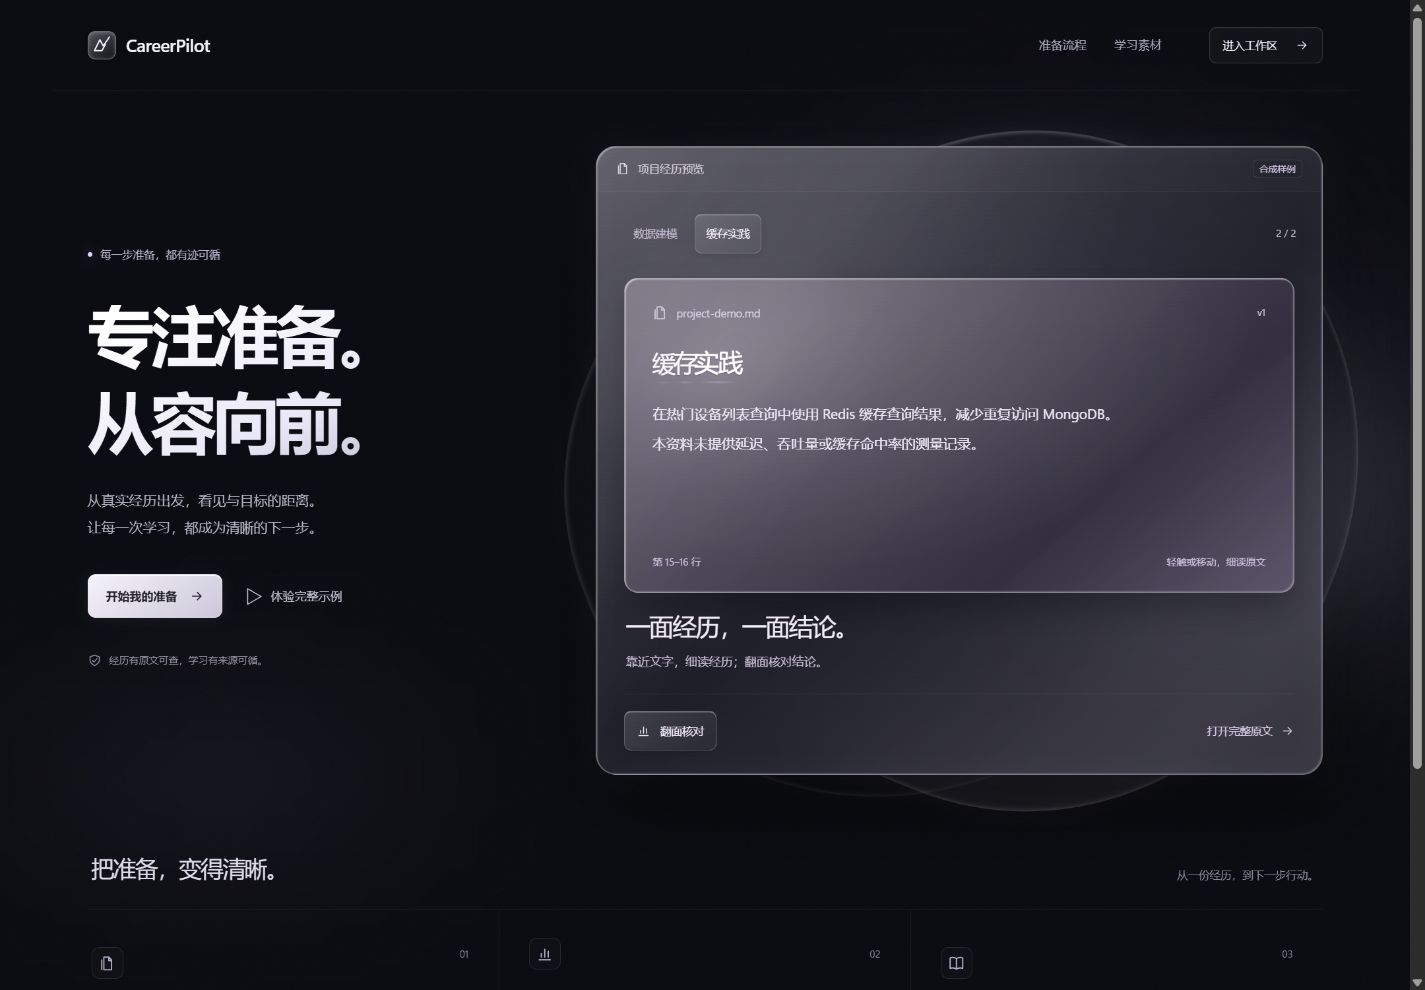 CareerPilot
准备流程
学习素材
进入工作区
每一步准备，都有迹可循
专注准备。
从容向前。
从真实经历出发，看见与目标的距离。
让每一次学习，都成为清晰的下一步。
开始我的准备
体验完整示例
经历有原文可查，学习有来源可循。
项目经历预览
合成样例
数据建模
缓存实践
2 / 2
project-demo.md
v1
缓存实践
在热门设备列表查询中使用 Redis 缓存查询结果，减少重复访问 MongoDB。
本资料未提供延迟、吞吐量或缓存命中率的测量记录。
第 15–16 行
轻触或移动，细读原文
一面经历，一面结论。
靠近文字，细读经历；翻面核对结论。
翻面核对
打开完整原文
把准备，变得清晰。
从一份经历，到下一步行动。
01
02
03